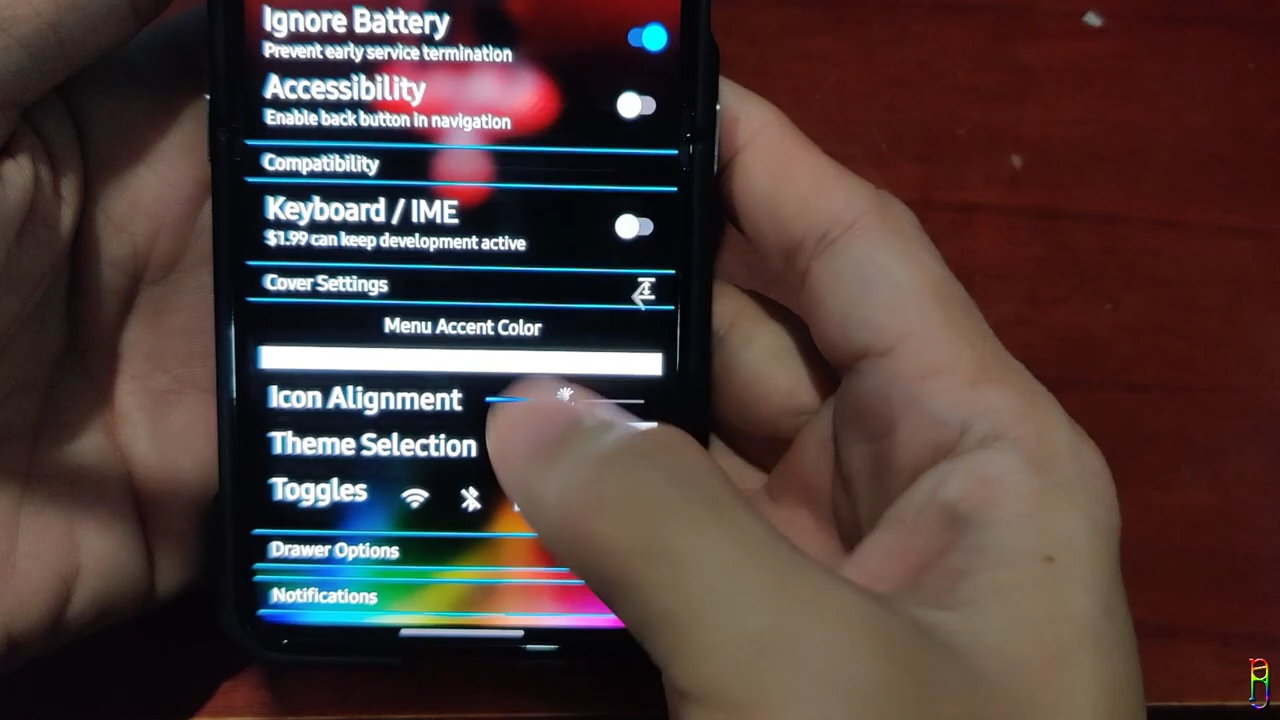 Ignore Battery
Prevent early service termination
Accessibility
Enable back button in navigation
Compatibility
Keyboard / IME
$1.99 can keep development active
Cover Settings
Menu Accent Color
Icon Alignment
Theme Selection
Toggles
Drawer Options
Notifications